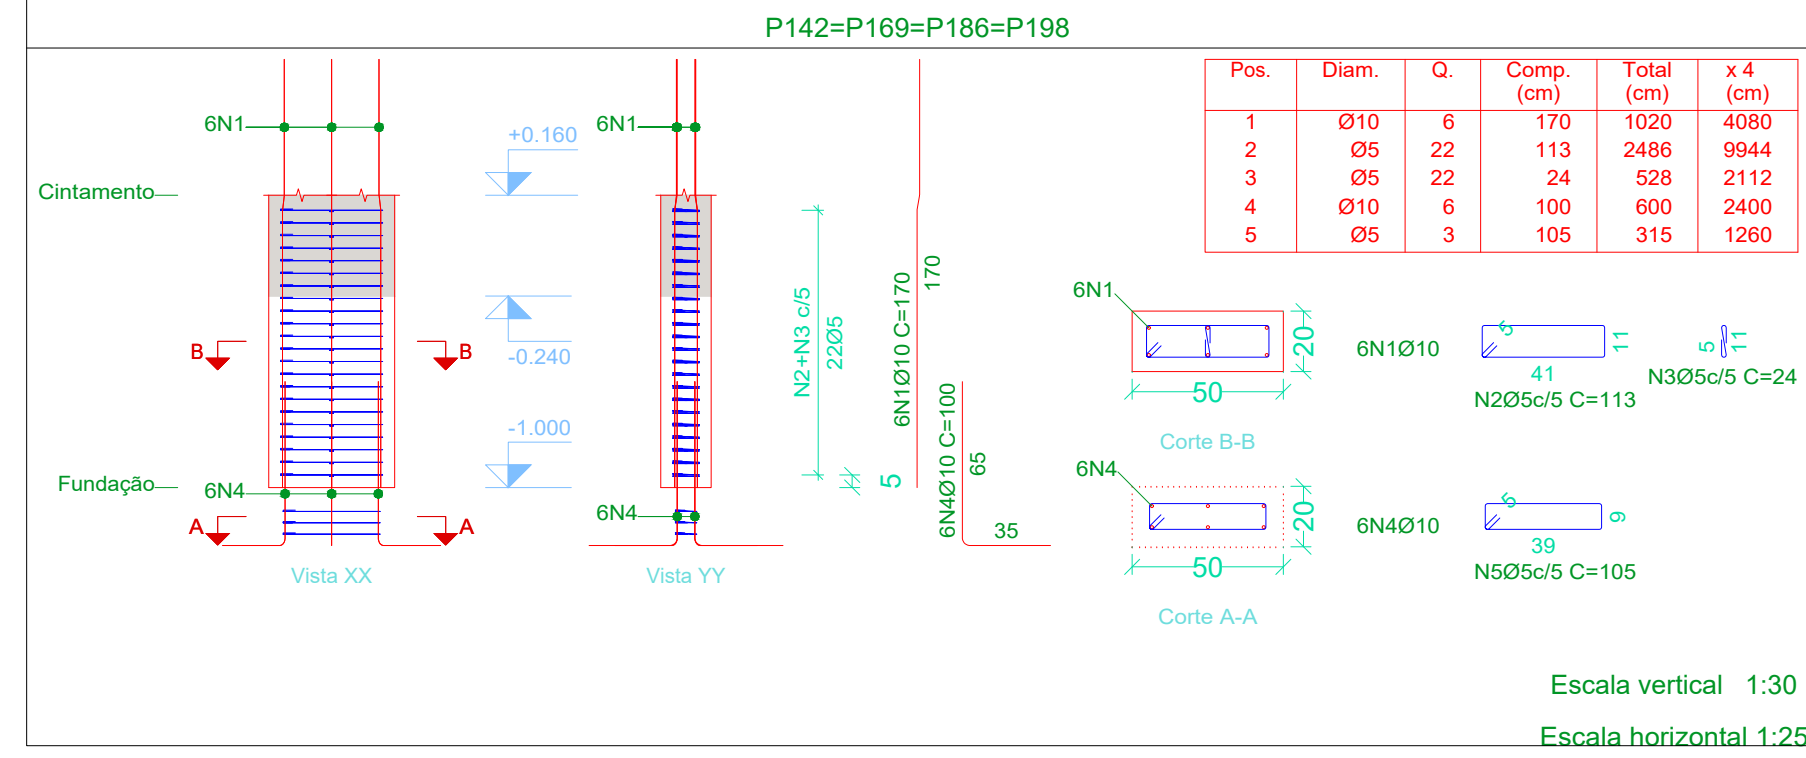 P142=P169=P186=P198
Pos. Diam. Q. Comp. (cm) Total (cm) x 4 (cm)
1 Ø10 6 170 1020 4080
2 Ø5 22 113 2486 9944
3 Ø5 22 24 528 2112
4 Ø10 6 100 600 2400
5 Ø5 3 105 315 1260
6N1
6N1
+0.160
Cintamento
-0.240
B
B
-1.000
Fundação
6N4
6N4
A
A
Vista XX
Vista YY
N2+N3 c/5
22Ø5
5
6N1Ø10 C=170
170
6N4Ø10 C=100
65
35
6N1
20
50
Corte B-B
6N1Ø10
5
11
41
N2Ø5c/5 C=113
5
11
N3Ø5c/5 C=24
6N4
20
50
Corte A-A
6N4Ø10
5
9
39
N5Ø5c/5 C=105
Escala vertical 1:30
Escala horizontal 1:25